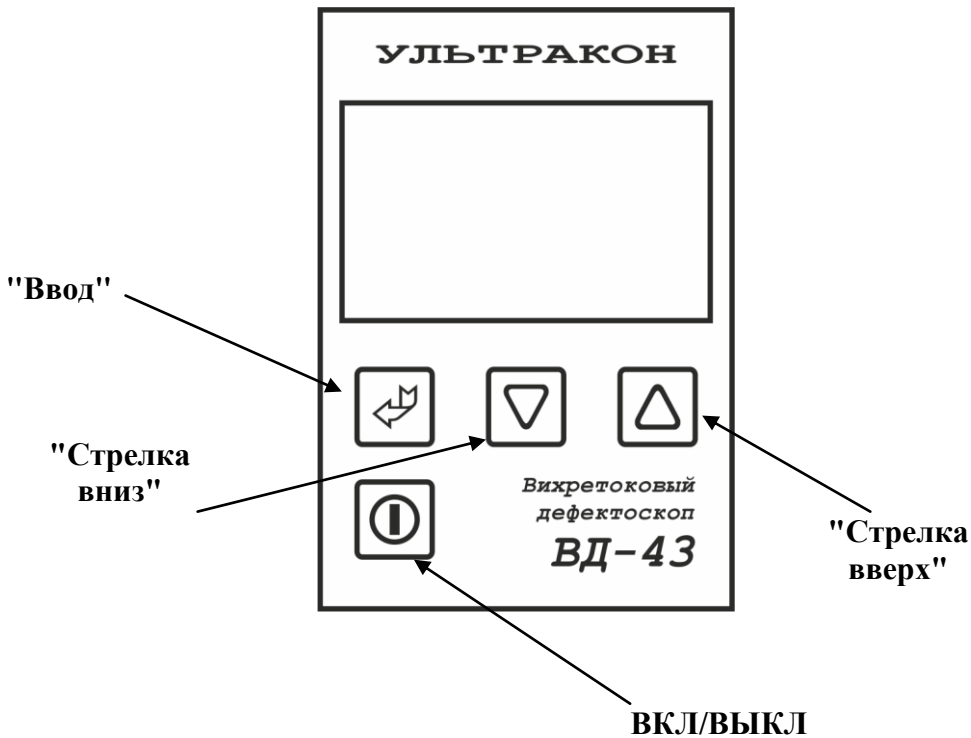 УЛЬТРАКОН
"Ввод"
"Стрелка
вниз"
Вихретоковый
дефектоскоп
ВД-43
"Стрелка
вверх"
ВКЛ/ВЫКЛ